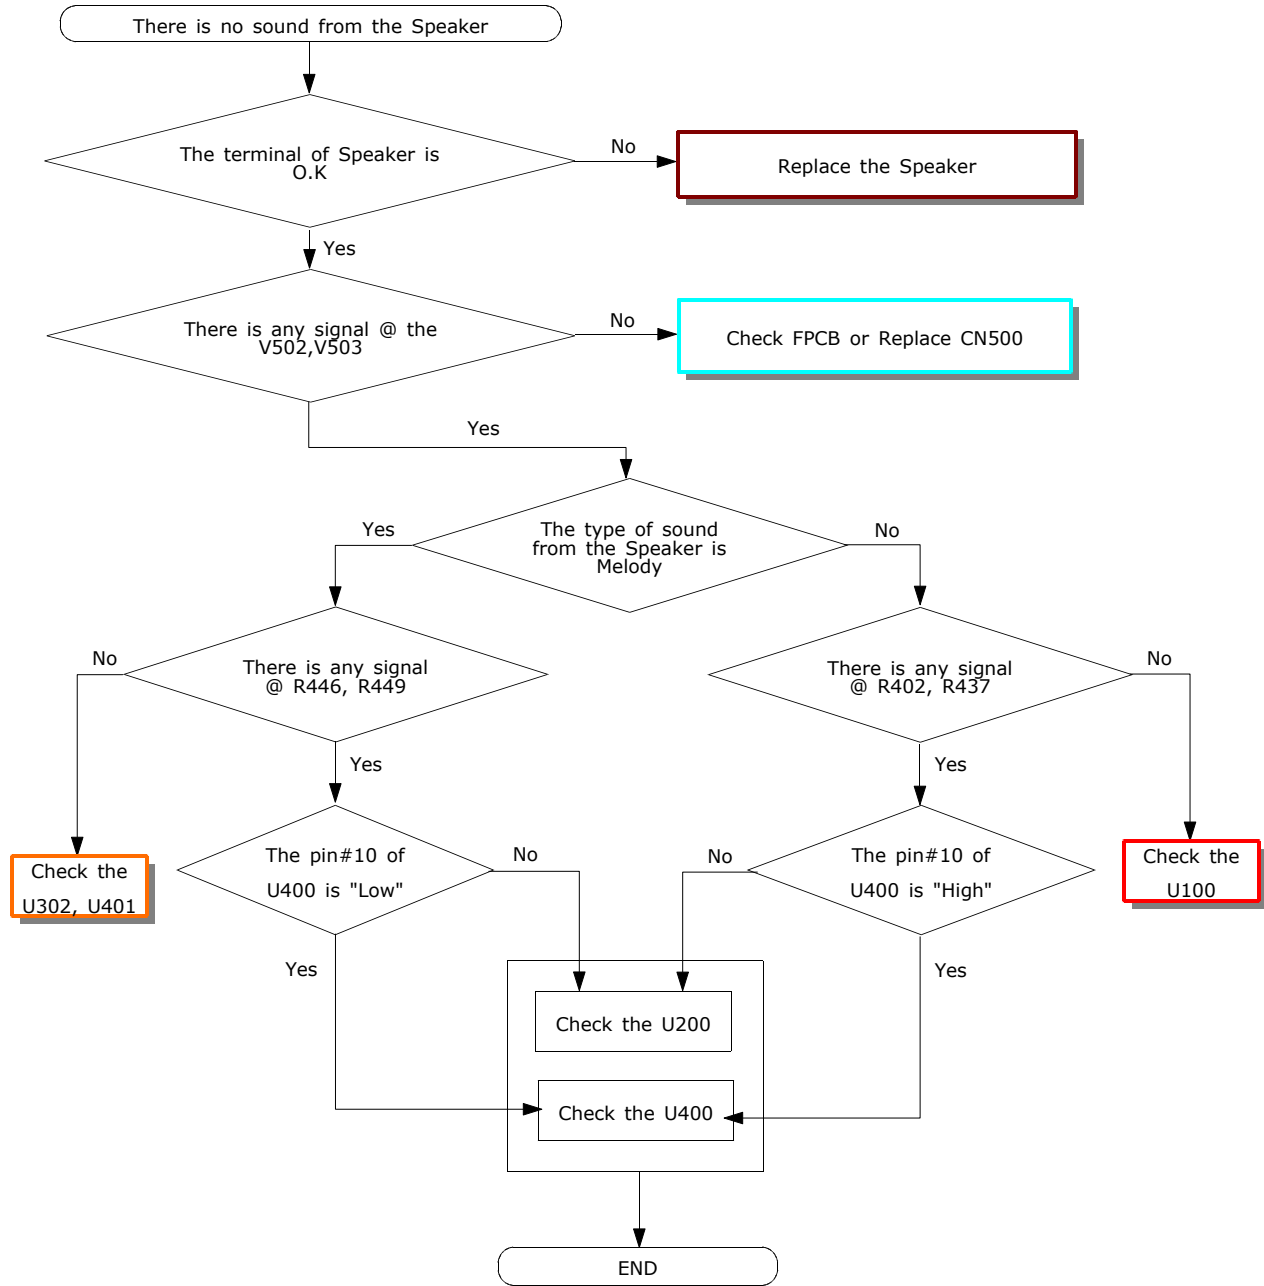 There is no sound from the Speaker
The terminal of Speaker is
O.K
No
Replace the Speaker
Yes
There is any signal @ the
V502,V503
No
Check FPCB or Replace CN500
Yes
The type of sound
from the Speaker is
Melody
Yes
No
There is any signal
@ R446, R449
No
There is any signal
@ R402, R437
No
Yes
Yes
Check the
U302, U401
The pin#10 of
U400 is "Low"
No
No
The pin#10 of
U400 is "High"
Check the
U100
Yes
Yes
Check the U200
Check the U400
END